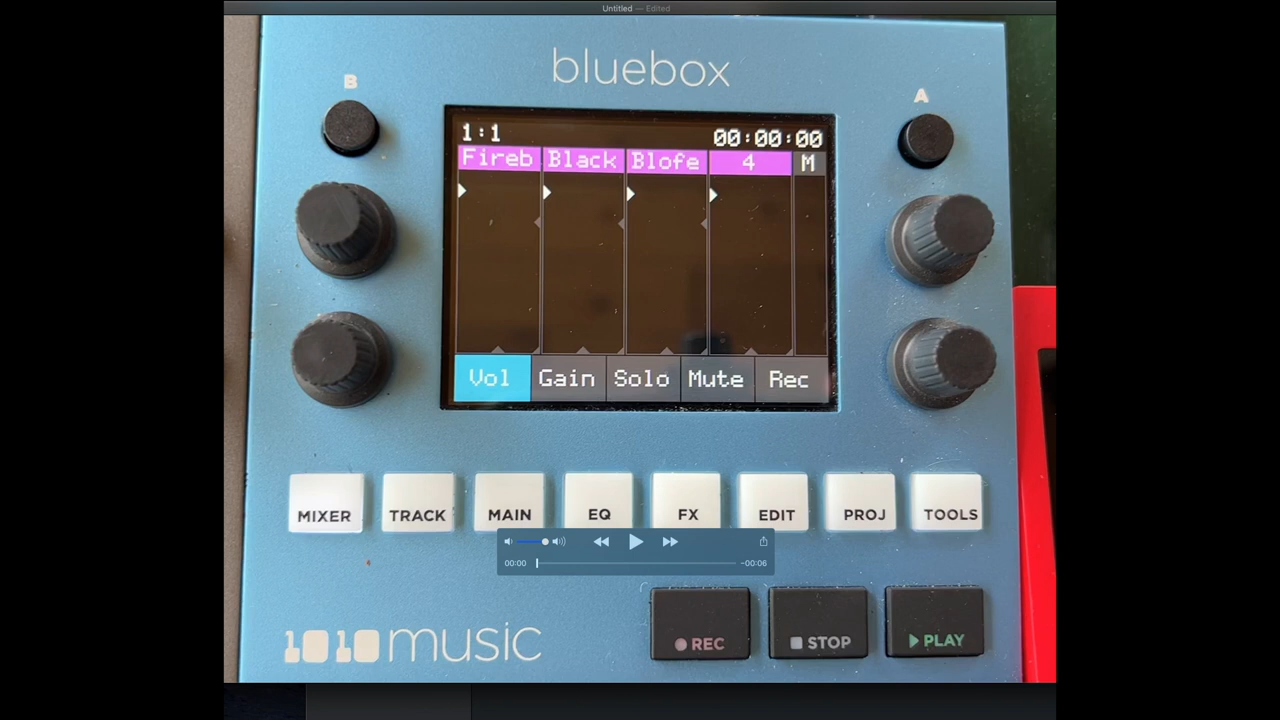 Untitled — Edited
bluebox
B
A
1:1
00:00:00
Fireb Black Blofe 4 M
Vol Gain Solo Mute Rec
MIXER TRACK MAIN EQ FX EDIT PROJ TOOLS
00:00
-00:06
REC STOP PLAY
1010music